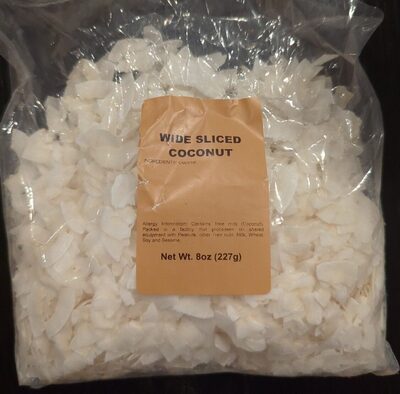 WIDE SLICED
COCONUT
INGREDIENTS:
Allergy Information: Contains Tree nuts (Coconut).
Packed in a facility that processes on shared
equipment with Peanuts, other Tree nuts, Milk, Wheat,
Soy and Sesame.
Net Wt. 8oz (227g)